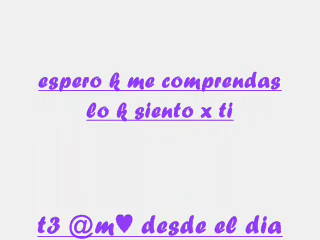 espero k me comprendas
lo k siento x ti
t3 @m♥ desde el dia